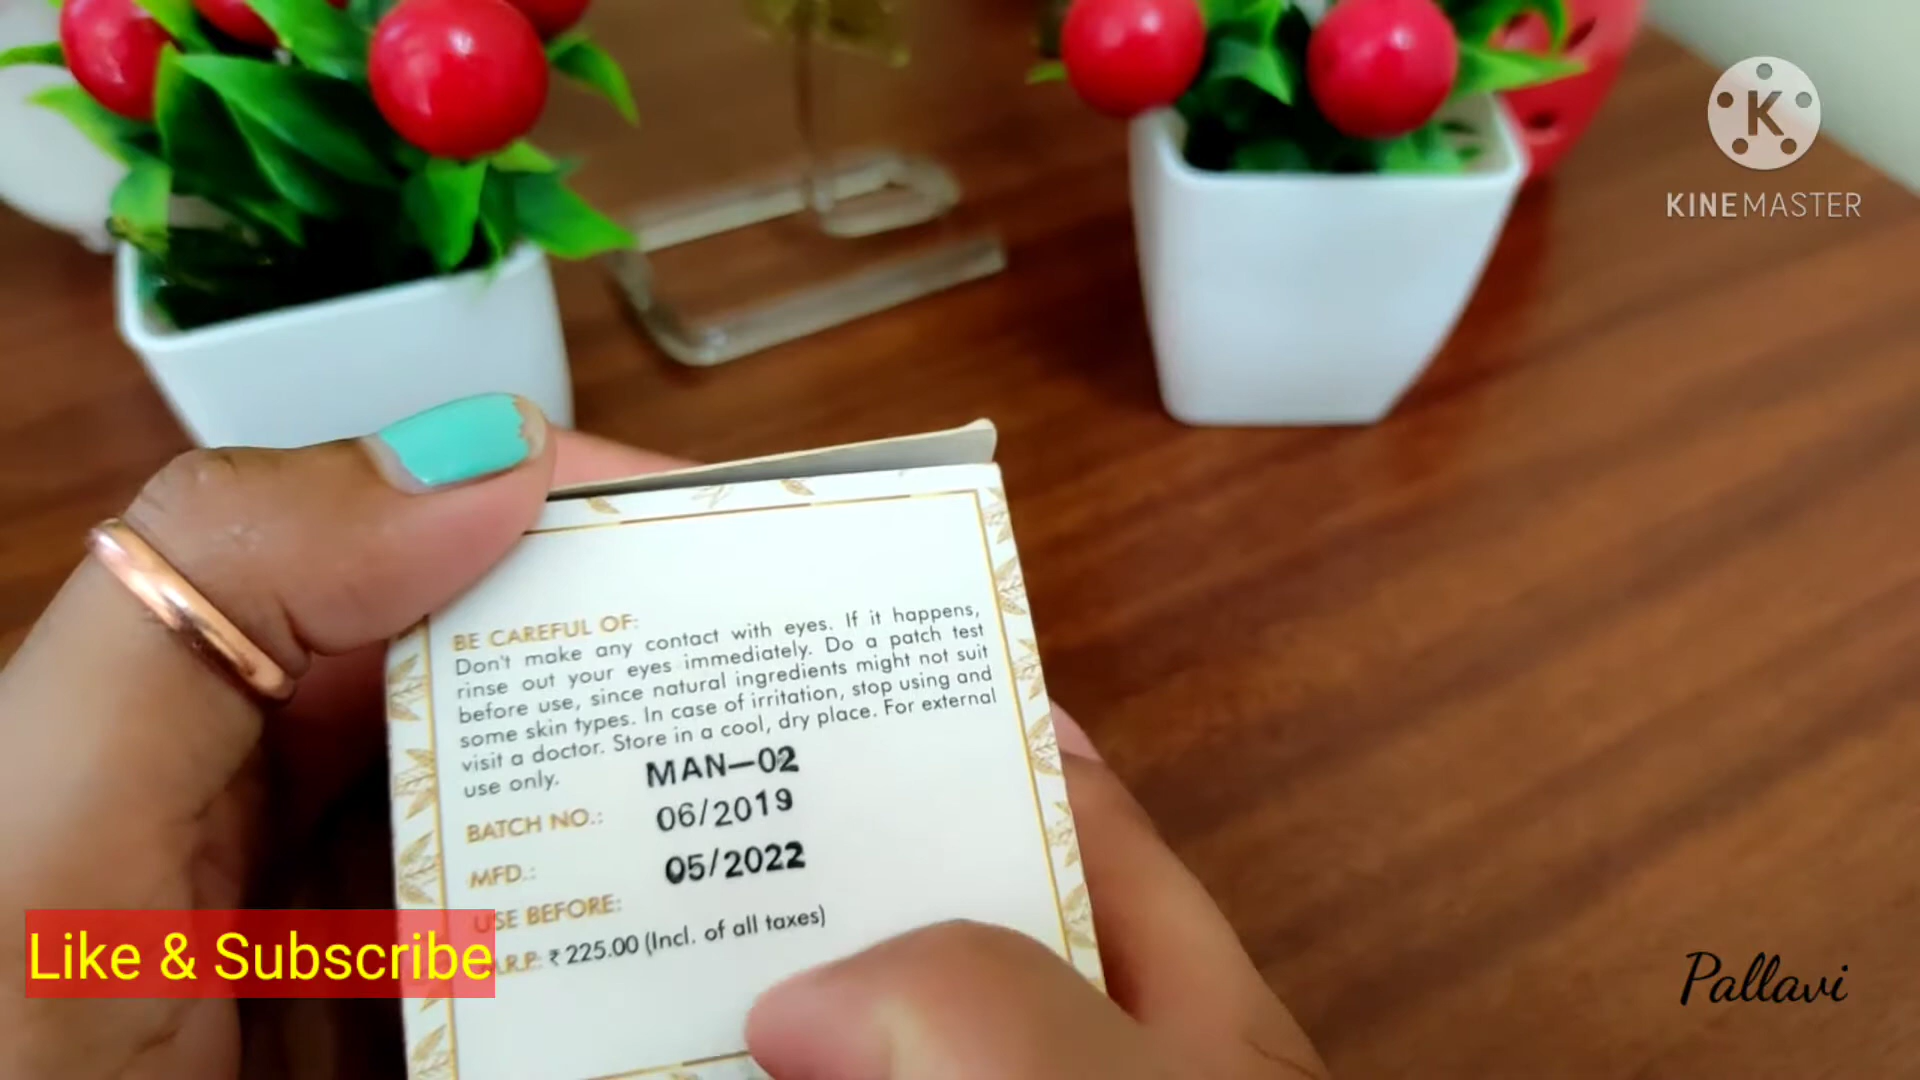 K
KINEMASTER
BE CAREFUL OF:
Don't make any contact with eyes. If it happens,
rinse out your eyes immediately. Do a patch test
before use, since natural ingredients might not suit
some skin types. In case of irritation, stop using and
visit a doctor. Store in a cool, dry place. For external
use only.
MAN-02
BATCH NO.: 06/2019
MFD.: 05/2022
USE BEFORE:
.R.P.: ₹ 225.00 (Incl. of all taxes)
Like & Subscribe
Pallavi